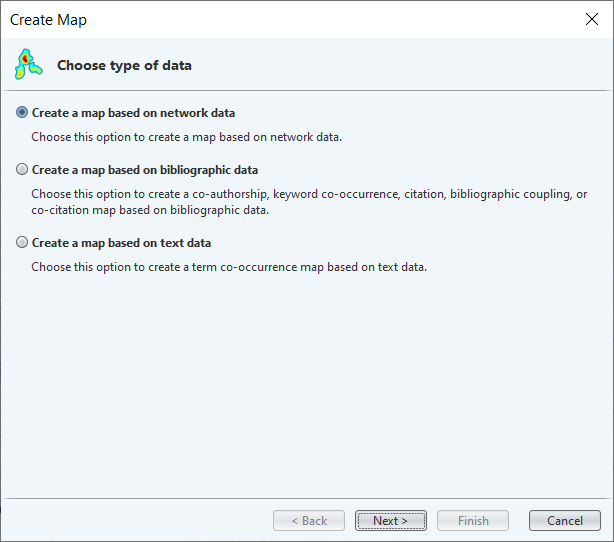 Create Map
Choose type of data
Create a map based on network data
Choose this option to create a map based on network data.
Create a map based on bibliographic data
Choose this option to create a co-authorship, keyword co-occurrence, citation, bibliographic coupling, or
co-citation map based on bibliographic data.
Create a map based on text data
Choose this option to create a term co-occurrence map based on text data.
< Back
Next >
Finish
Cancel